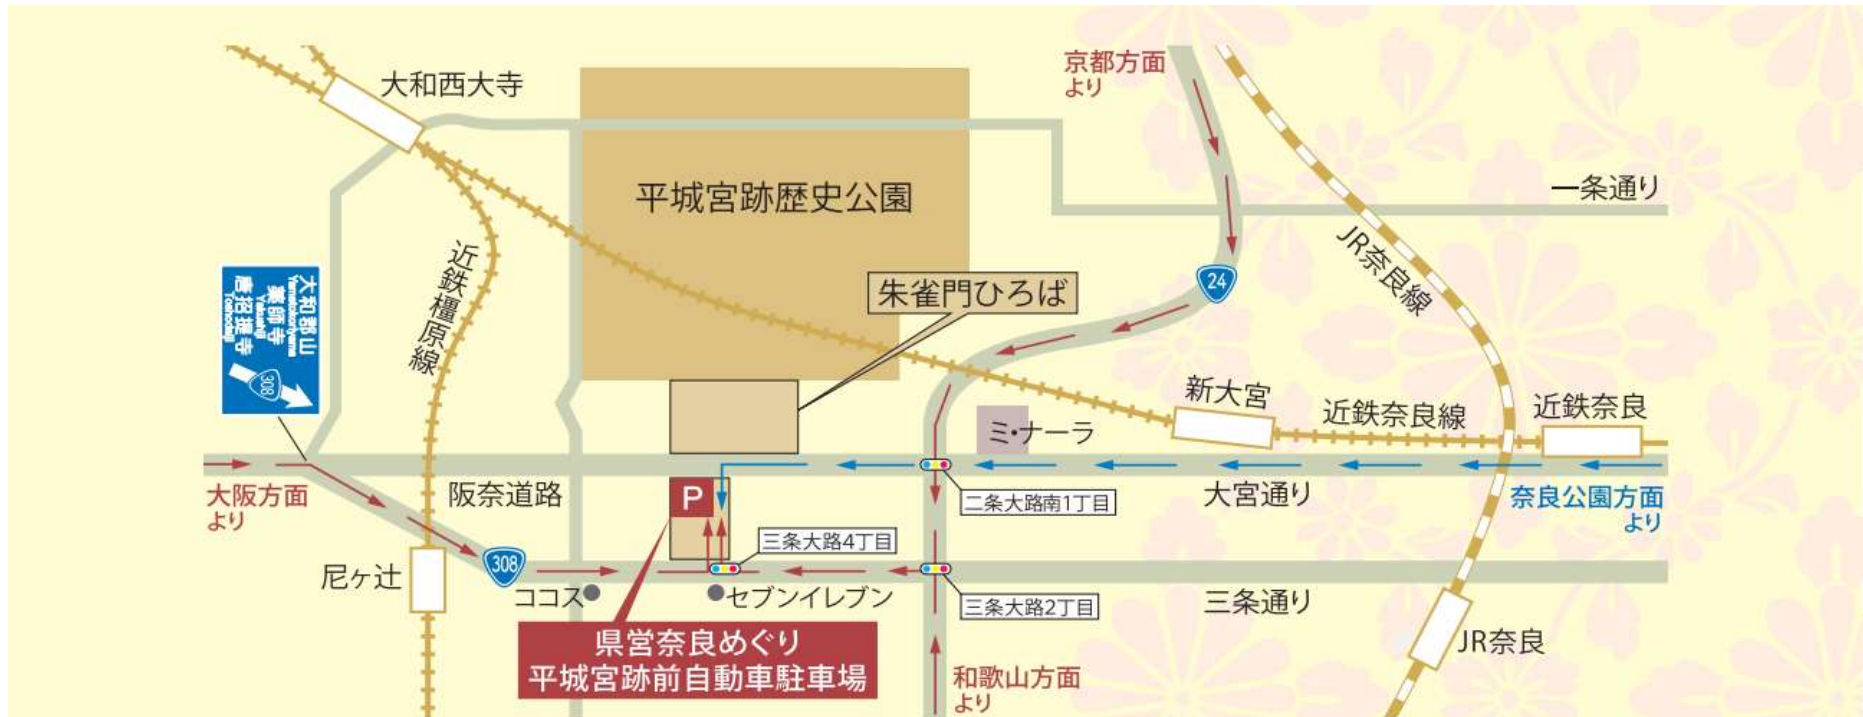 京都方面
より
大和西大寺
平城宮跡歴史公園
一条通り
JR奈良線
近鉄橿原線
24
朱雀門ひろば
大和郡山
Yamatokoriyama
薬師寺
Yakushiji
唐招提寺
Toshodaiji
308
新大宮
近鉄奈良線
近鉄奈良
ミ・ナーラ
大阪方面
より
阪奈道路
P
二条大路南1丁目
大宮通り
奈良公園方面
より
三条大路4丁目
308
尼ヶ辻
ココス
セブンイレブン
三条大路2丁目
三条通り
県営奈良めぐり
平城宮跡前自動車駐車場
JR奈良
和歌山方面
より